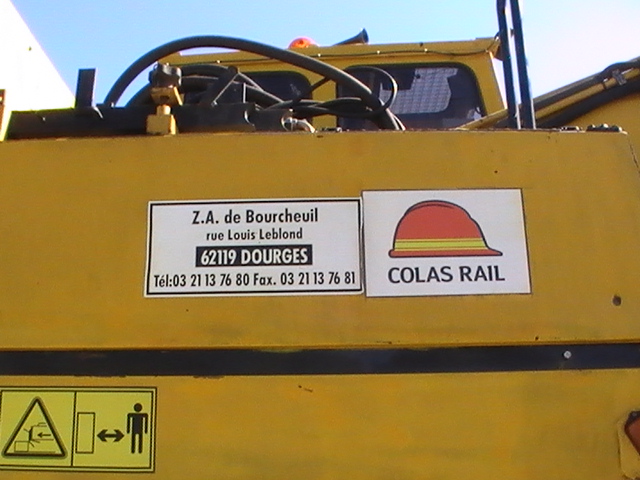 Z.A. de Bourcheuil
rue Louis Leblond
62119 DOURGES
Tél:03 21 13 76 80 Fax. 03 21 13 76 81
COLAS RAIL